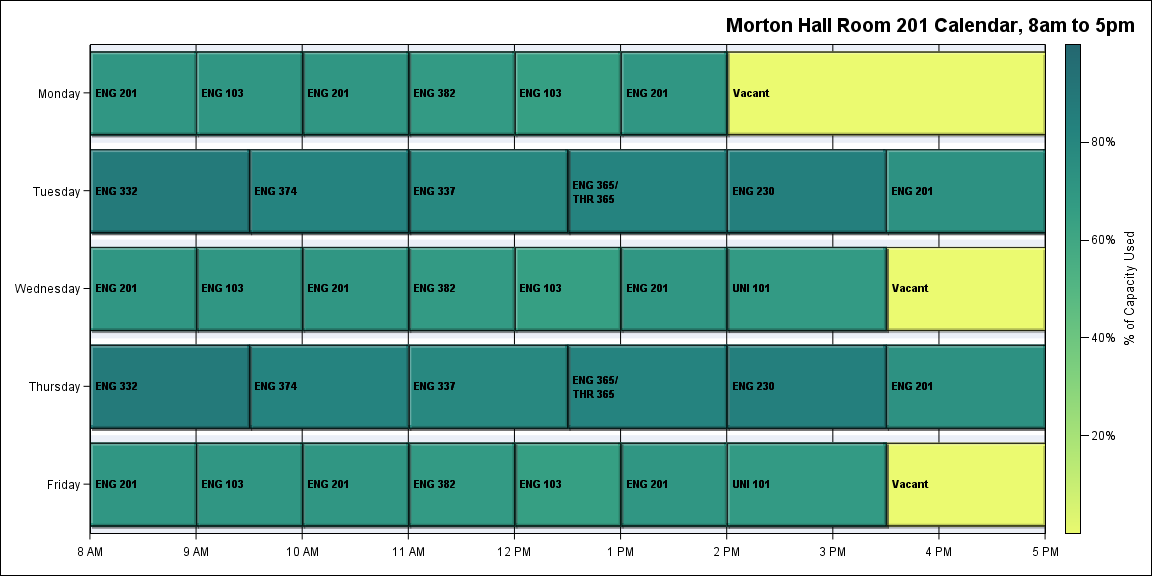 Morton Hall Room 201 Calendar, 8am to 5pm
Monday
ENG 201
ENG 103
ENG 201
ENG 382
ENG 103
ENG 201
Vacant
Tuesday
ENG 332
ENG 374
ENG 337
ENG 365/
THR 365
ENG 230
ENG 201
Wednesday
ENG 201
ENG 103
ENG 201
ENG 382
ENG 103
ENG 201
UNI 101
Vacant
Thursday
ENG 332
ENG 374
ENG 337
ENG 365/
THR 365
ENG 230
ENG 201
Friday
ENG 201
ENG 103
ENG 201
ENG 382
ENG 103
ENG 201
UNI 101
Vacant
8 AM
9 AM
10 AM
11 AM
12 PM
1 PM
2 PM
3 PM
4 PM
5 PM
80%
60%
40%
20%
% of Capacity Used